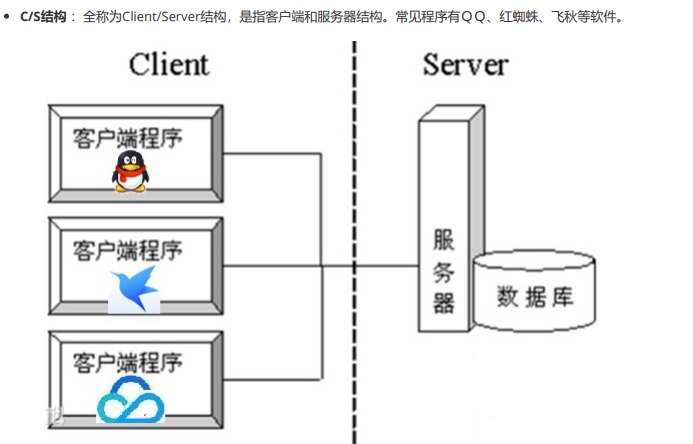 C/S结构 ：全称为Client/Server结构，是指客户端和服务器结构。常见程序有ＱＱ、红蜘蛛、飞秋等软件。
Client
Server
客户端程序
客户端程序
客户端程序
服务器
数据库